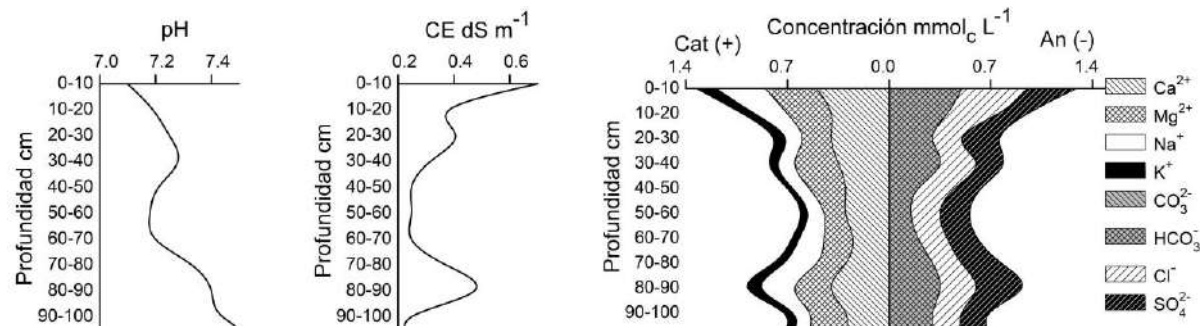 pH
7.0 7.2 7.4
Profundidad cm
0-10
10-20
20-30
30-40
40-50
50-60
60-70
70-80
80-90
90-100
CE dS m-1
0.2 0.4 0.6
Profundidad cm
0-10
10-20
20-30
30-40
40-50
50-60
60-70
70-80
80-90
90-100
Concentración mmolc L-1
Cat (+) An (-)
1.4 0.7 0.0 0.7 1.4
Profundidad cm
0-10
10-20
20-30
30-40
40-50
50-60
60-70
70-80
80-90
90-100
Ca2+
Mg2+
Na+
K+
CO32-
HCO3-
Cl-
SO42-